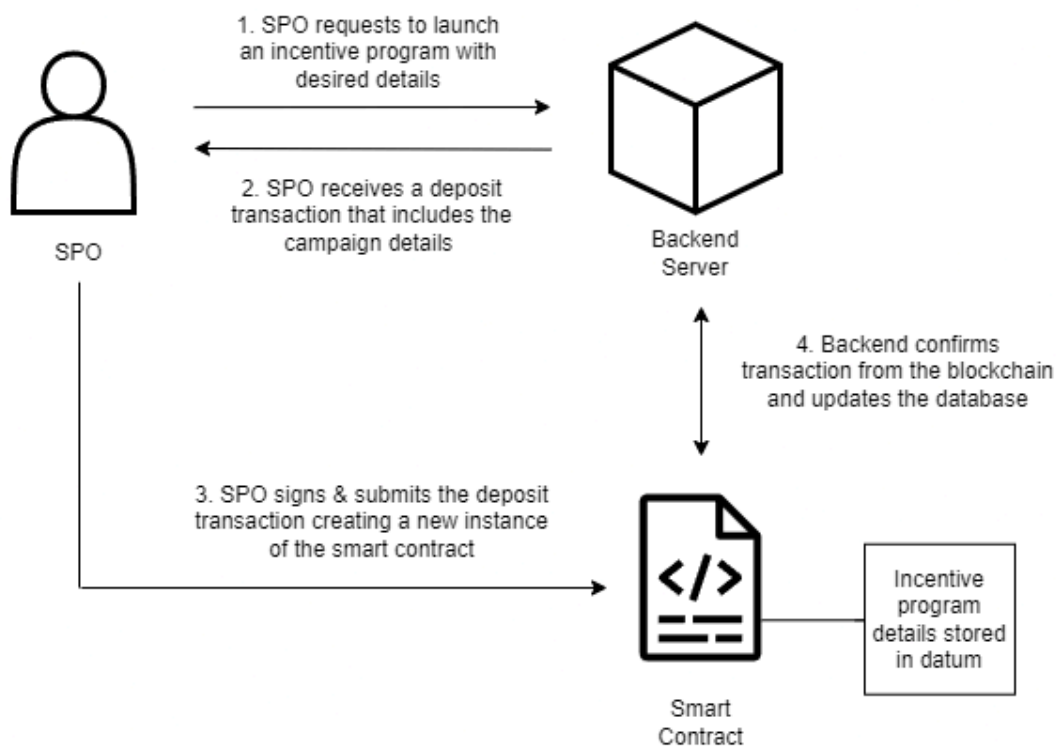 1. SPO requests to launch
an incentive program with
desired details
2. SPO receives a deposit
transaction that includes the
campaign details
SPO
Backend
Server
4. Backend confirms
transaction from the blockchain
and updates the database
3. SPO signs & submits the deposit
transaction creating a new instance
of the smart contract
</>
Incentive
program
details stored
in datum
Smart
Contract